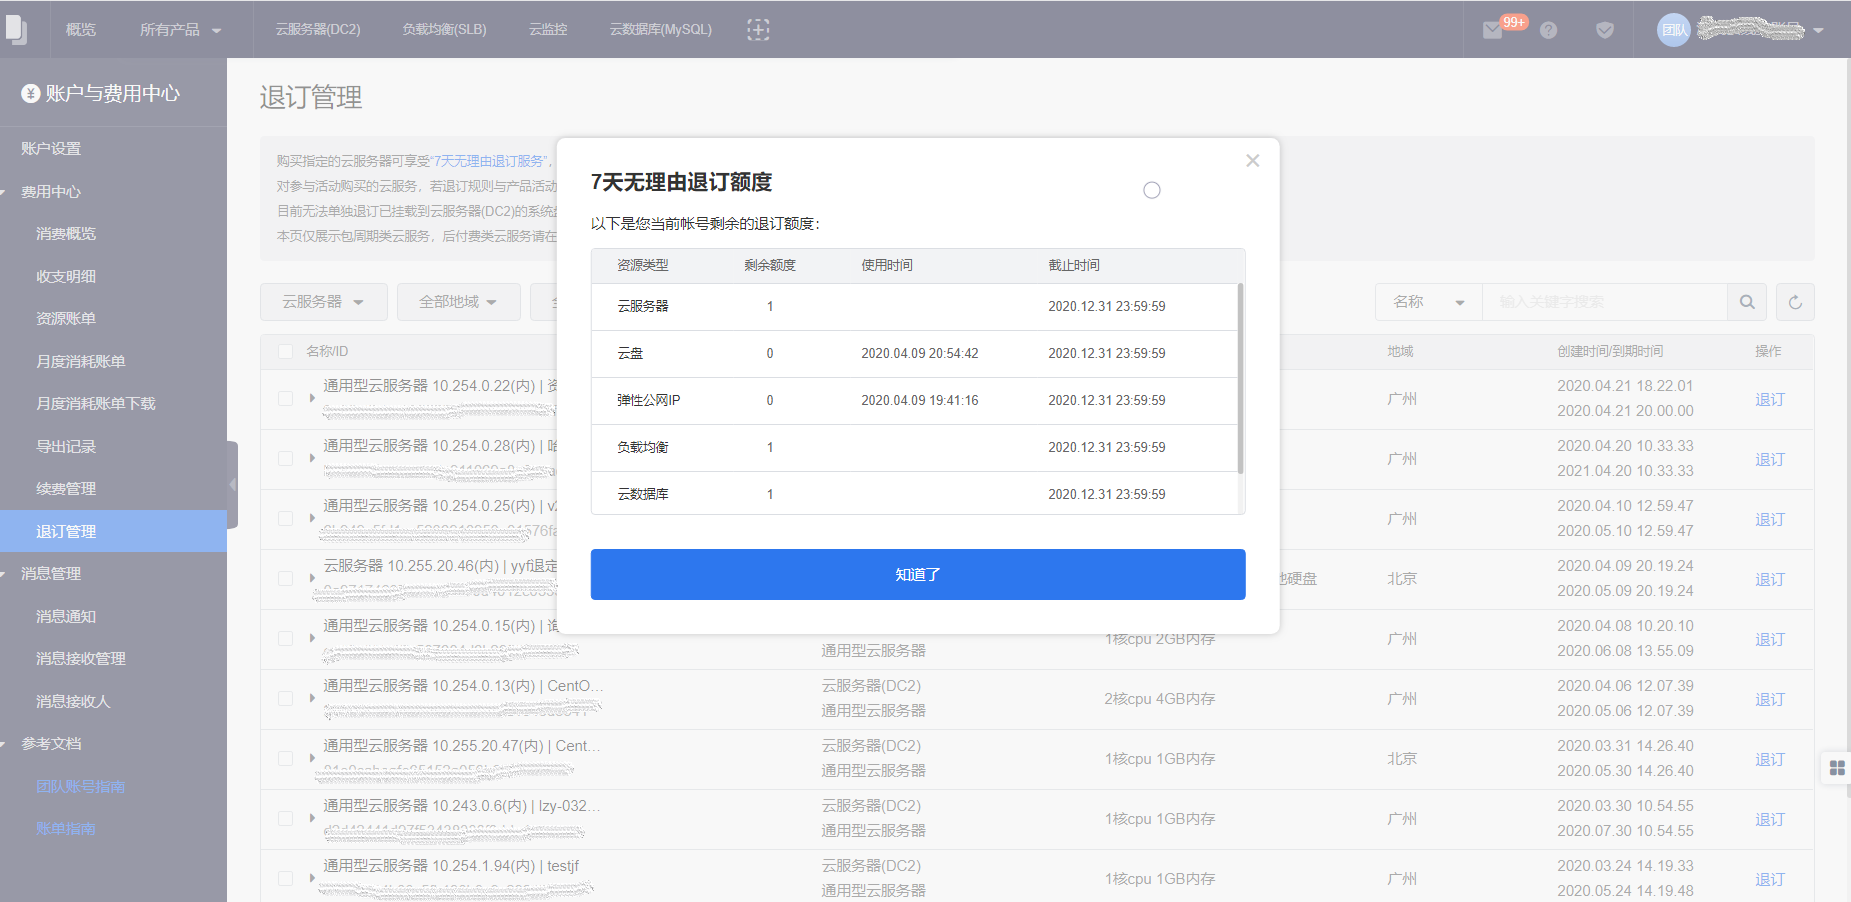 概览
所有产品
云服务器(DC2)
负载均衡(SLB)
云监控
云数据库(MySQL)
99+
团队
账户与费用中心
账户设置
费用中心
消费概览
收支明细
资源账单
月度消耗账单
月度消耗账单下载
导出记录
续费管理
退订管理
消息管理
消息通知
消息接收管理
消息接收人
参考文档
团队账号指南
账单指南
退订管理
购买指定的云服务器可享受“7天无理由退订服务”,
对参与活动购买的云服务，若退订规则与产品活动
目前无法单独退订已挂载到云服务器(DC2)的系统盘
本页仅展示包周期类云服务，后付费类云服务请在
云服务器
全部地域
名称
输入关键字搜索
名称/ID
地域
创建时间/到期时间
操作
通用型云服务器 10.254.0.22(内) | 资
广州
2020.04.21 18.22.01
2020.04.21 20.00.00
退订
通用型云服务器 10.254.0.28(内) | 哈
广州
2020.04.20 10.33.33
2021.04.20 10.33.33
退订
通用型云服务器 10.254.0.25(内) | v2
广州
2020.04.10 12.59.47
2020.05.10 12.59.47
退订
云服务器 10.255.20.46(内) | yyf退定
地硬盘
北京
2020.04.09 20.19.24
2020.05.09 20.19.24
退订
通用型云服务器 10.254.0.15(内) | 询
通用型云服务器
1核cpu 2GB内存
广州
2020.04.08 10.20.10
2020.06.08 13.55.09
退订
通用型云服务器 10.254.0.13(内) | CentO...
云服务器(DC2)
通用型云服务器
2核cpu 4GB内存
广州
2020.04.06 12.07.39
2020.05.06 12.07.39
退订
通用型云服务器 10.255.20.47(内) | Cent...
云服务器(DC2)
通用型云服务器
1核cpu 1GB内存
北京
2020.03.31 14.26.40
2020.05.30 14.26.40
退订
通用型云服务器 10.243.0.6(内) | lzy-032...
云服务器(DC2)
通用型云服务器
1核cpu 1GB内存
广州
2020.03.30 10.54.55
2020.07.30 10.54.55
退订
通用型云服务器 10.254.1.94(内) | testjf
云服务器(DC2)
通用型云服务器
1核cpu 1GB内存
广州
2020.03.24 14.19.33
2020.05.24 14.19.48
退订
7天无理由退订额度
以下是您当前帐号剩余的退订额度：
资源类型 剩余额度 使用时间 截止时间
云服务器 1 2020.12.31 23:59:59
云盘 0 2020.04.09 20:54:42 2020.12.31 23:59:59
弹性公网IP 0 2020.04.09 19:41:16 2020.12.31 23:59:59
负载均衡 1 2020.12.31 23:59:59
云数据库 1 2020.12.31 23:59:59
知道了